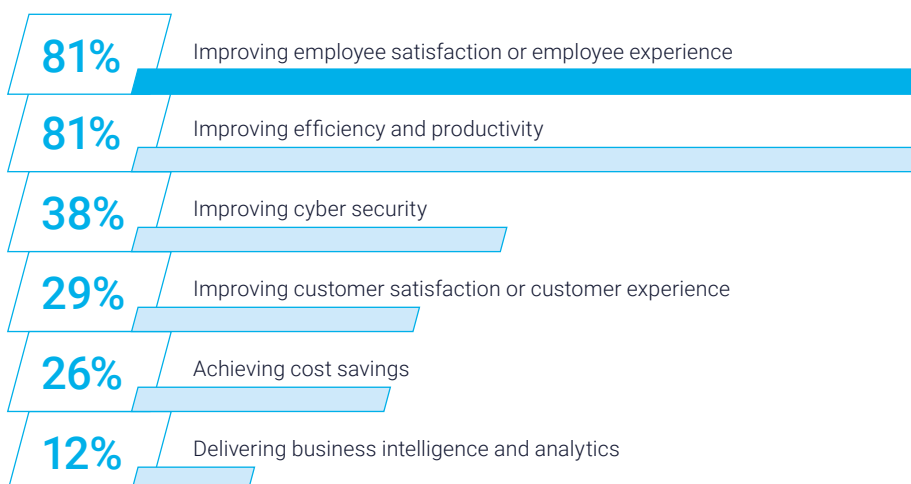 81% Improving employee satisfaction or employee experience
81% Improving efficiency and productivity
38% Improving cyber security
29% Improving customer satisfaction or customer experience
26% Achieving cost savings
12% Delivering business intelligence and analytics